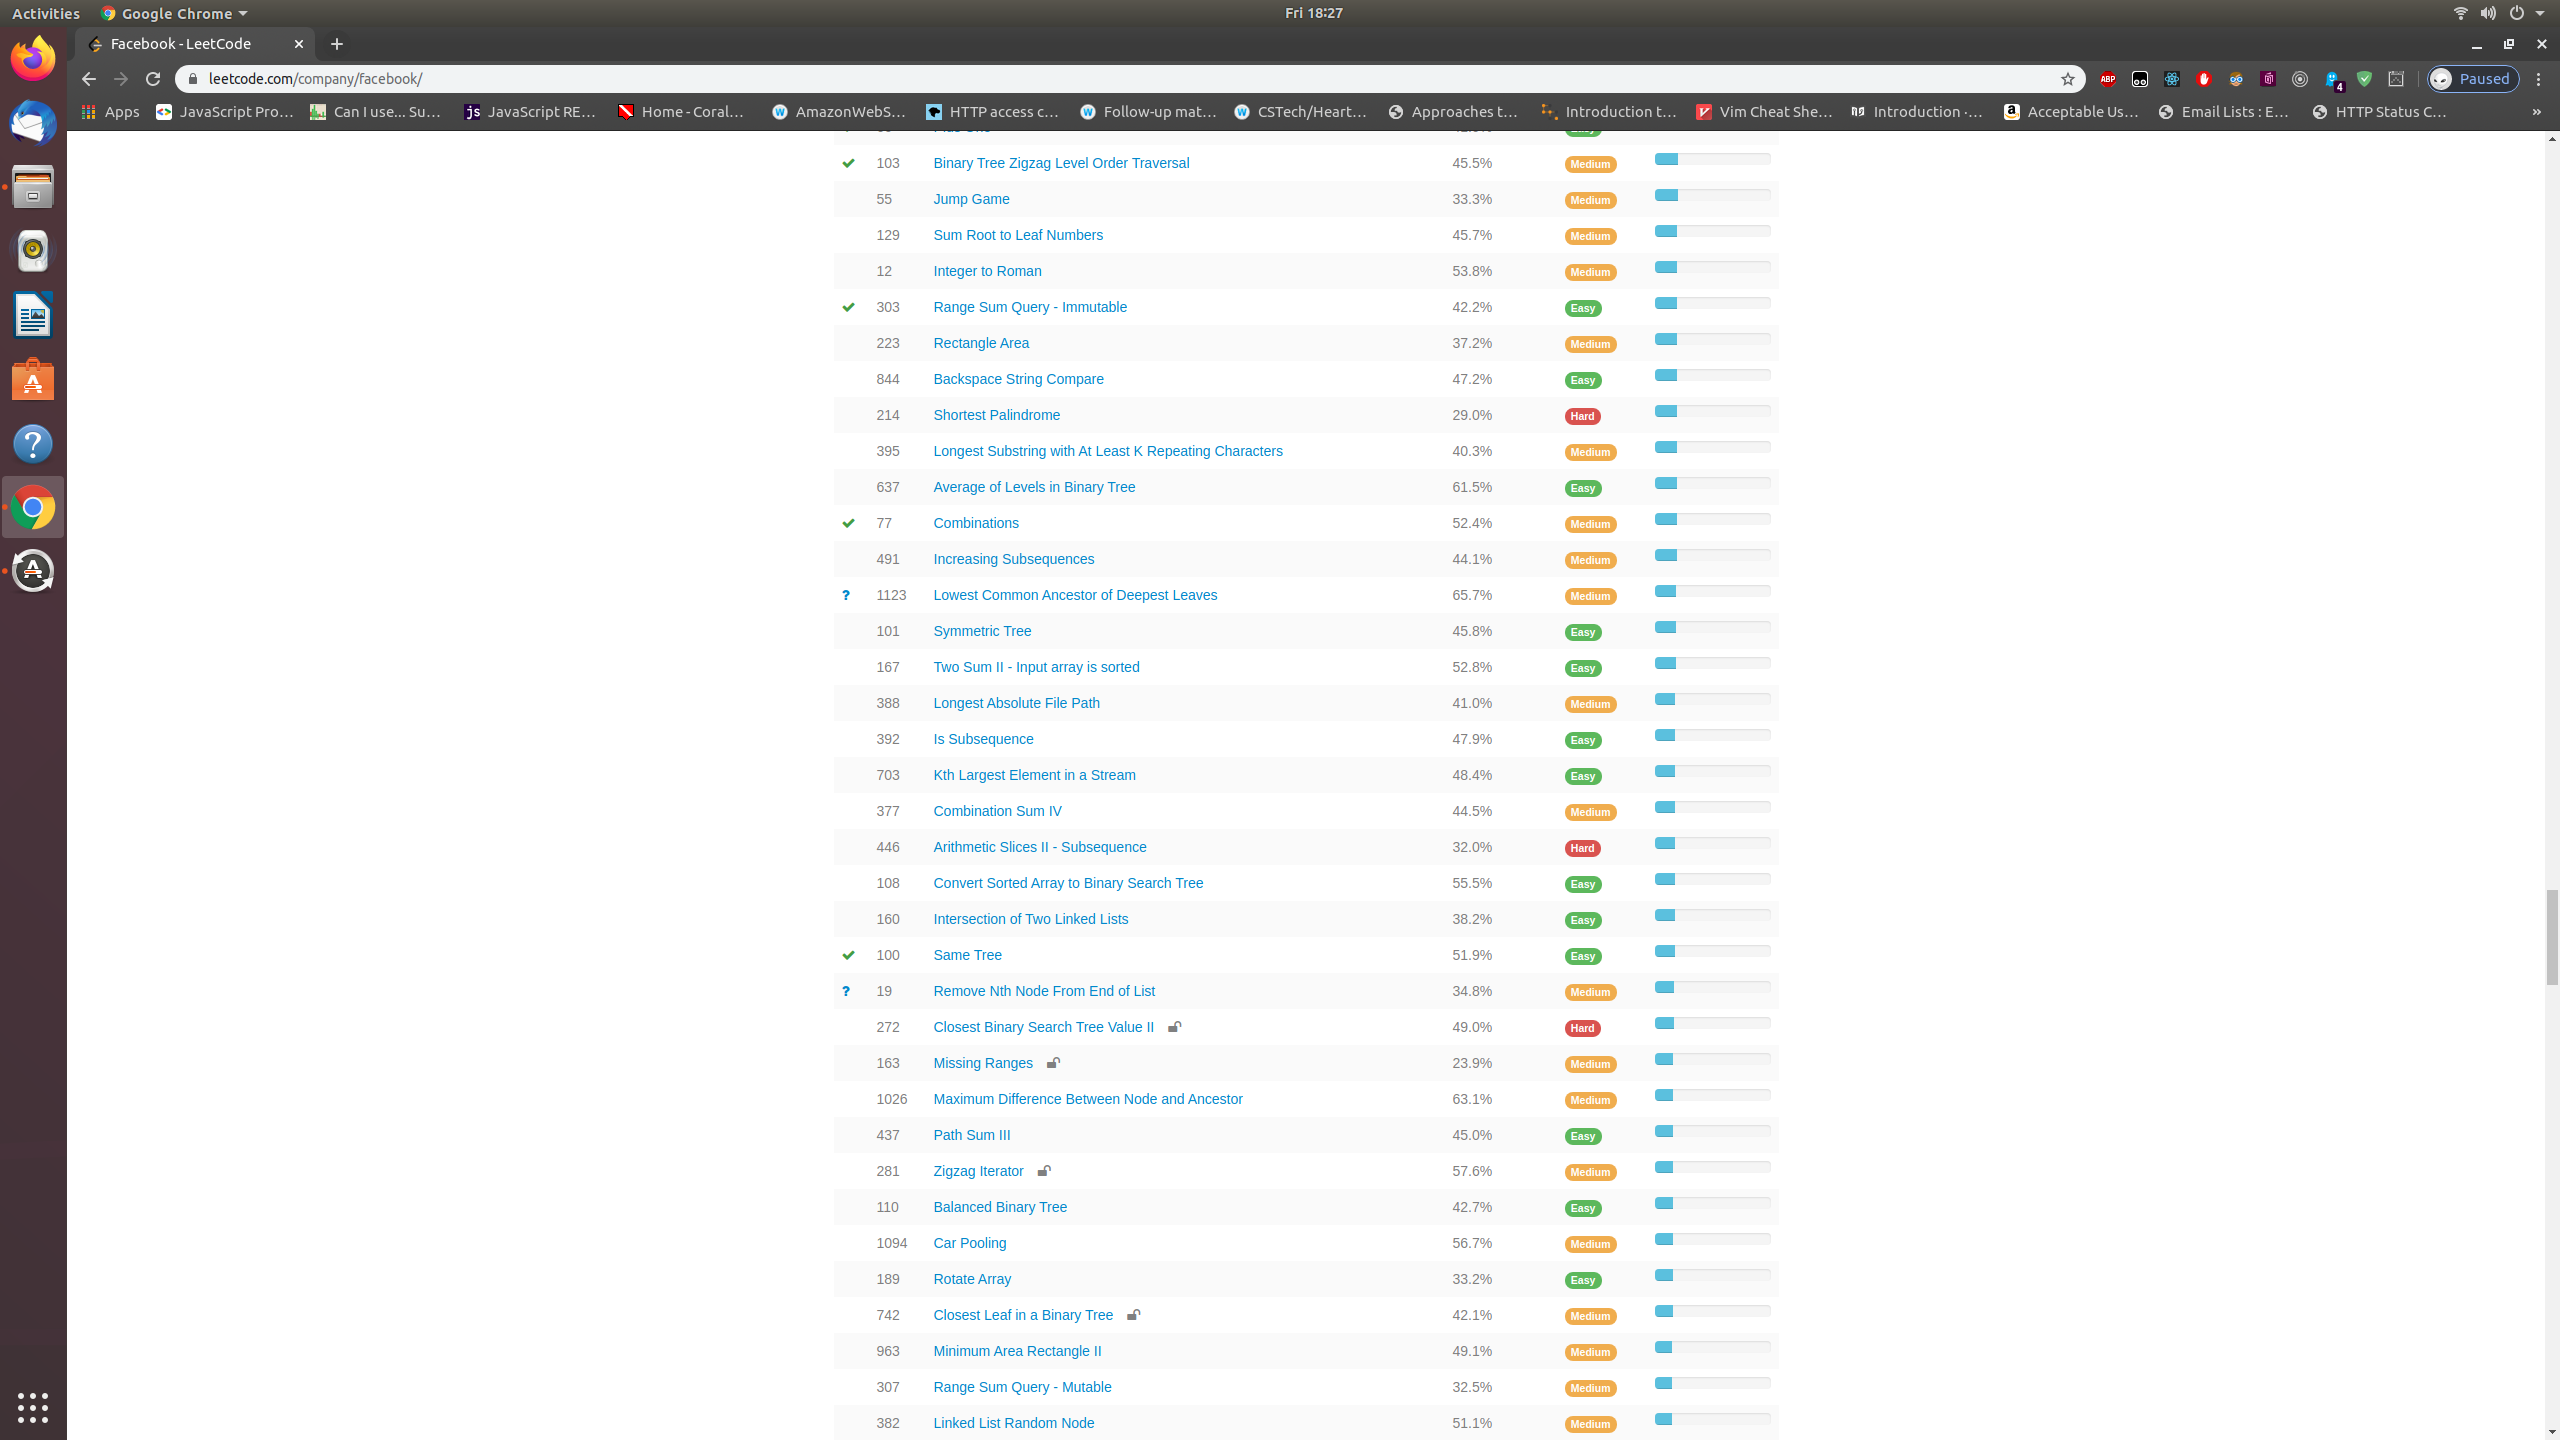 Activities Google Chrome Fri 18:27
Facebook - LeetCode
leetcode.com/company/facebook/ ABP 4 Paused
Apps JavaScript Pro… Can I use... Su… JavaScript RE… Home - Coral… AmazonWebS… HTTP access c… Follow-up mat… CSTech/Heart… Approaches t… Introduction t… Vim Cheat She… Introduction ·… Acceptable Us… Email Lists : E… HTTP Status C… »
103 Binary Tree Zigzag Level Order Traversal 45.5% Medium
55 Jump Game 33.3% Medium
129 Sum Root to Leaf Numbers 45.7% Medium
12 Integer to Roman 53.8% Medium
303 Range Sum Query - Immutable 42.2% Easy
223 Rectangle Area 37.2% Medium
844 Backspace String Compare 47.2% Easy
214 Shortest Palindrome 29.0% Hard
395 Longest Substring with At Least K Repeating Characters 40.3% Medium
637 Average of Levels in Binary Tree 61.5% Easy
77 Combinations 52.4% Medium
491 Increasing Subsequences 44.1% Medium
? 1123 Lowest Common Ancestor of Deepest Leaves 65.7% Medium
101 Symmetric Tree 45.8% Easy
167 Two Sum II - Input array is sorted 52.8% Easy
388 Longest Absolute File Path 41.0% Medium
392 Is Subsequence 47.9% Easy
703 Kth Largest Element in a Stream 48.4% Easy
377 Combination Sum IV 44.5% Medium
446 Arithmetic Slices II - Subsequence 32.0% Hard
108 Convert Sorted Array to Binary Search Tree 55.5% Easy
160 Intersection of Two Linked Lists 38.2% Easy
100 Same Tree 51.9% Easy
? 19 Remove Nth Node From End of List 34.8% Medium
272 Closest Binary Search Tree Value II 49.0% Hard
163 Missing Ranges 23.9% Medium
1026 Maximum Difference Between Node and Ancestor 63.1% Medium
437 Path Sum III 45.0% Easy
281 Zigzag Iterator 57.6% Medium
110 Balanced Binary Tree 42.7% Easy
1094 Car Pooling 56.7% Medium
189 Rotate Array 33.2% Easy
742 Closest Leaf in a Binary Tree 42.1% Medium
963 Minimum Area Rectangle II 49.1% Medium
307 Range Sum Query - Mutable 32.5% Medium
382 Linked List Random Node 51.1% Medium